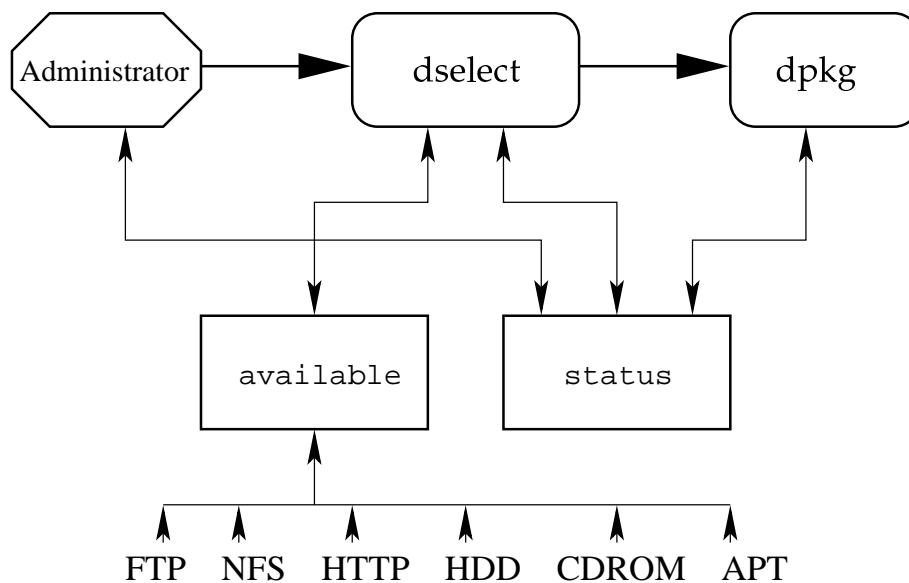 Administrator
dselect
dpkg
available
status
FTP
NFS
HTTP
HDD
CDROM
APT